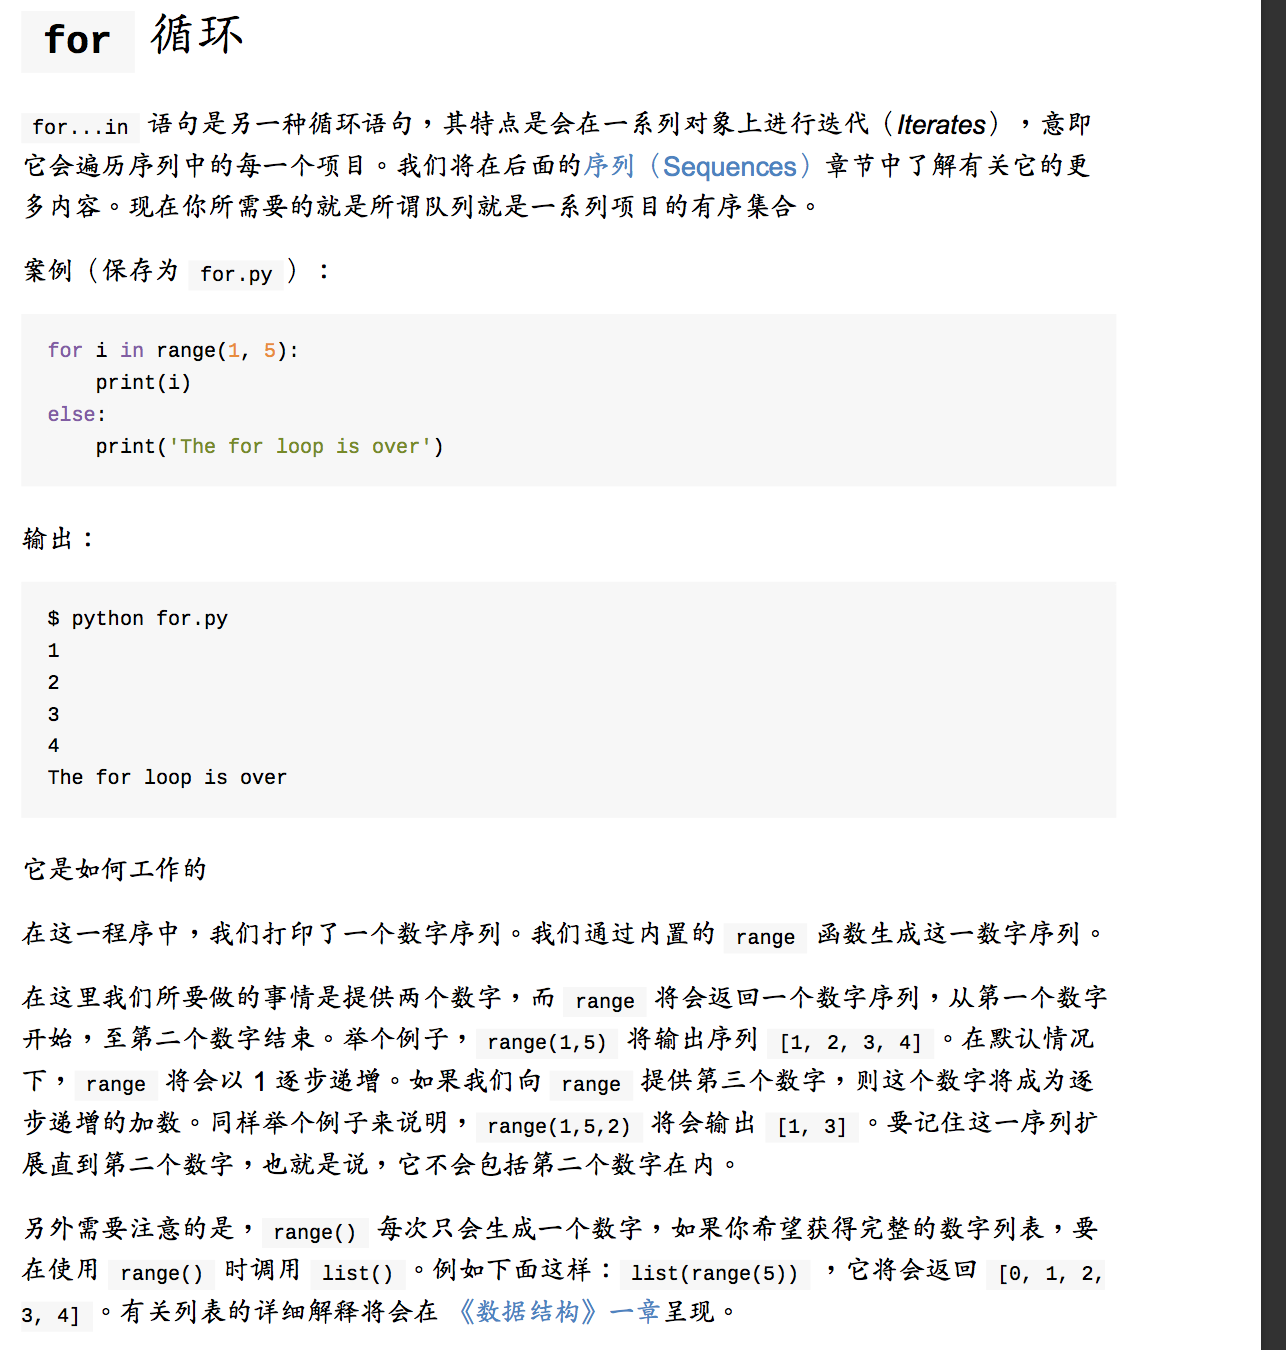 for 循环
for...in 语句是另一种循环语句，其特点是会在一系列对象上进行迭代（Iterates），意即
它会遍历序列中的每一个项目。我们将在后面的序列（Sequences）章节中了解有关它的更
多内容。现在你所需要的就是所谓队列就是一系列项目的有序集合。
案例（保存为 for.py）：
for i in range(1, 5):
    print(i)
else:
    print('The for loop is over')
输出：
$ python for.py
1
2
3
4
The for loop is over
它是如何工作的
在这一程序中，我们打印了一个数字序列。我们通过内置的 range 函数生成这一数字序列。
在这里我们所要做的事情是提供两个数字，而 range 将会返回一个数字序列，从第一个数字
开始，至第二个数字结束。举个例子，range(1,5) 将输出序列 [1, 2, 3, 4] 。在默认情况
下，range 将会以 1 逐步递增。如果我们向 range 提供第三个数字，则这个数字将成为逐
步递增的加数。同样举个例子来说明，range(1,5,2) 将会输出 [1, 3] 。要记住这一序列扩
展直到第二个数字，也就是说，它不会包括第二个数字在内。
另外需要注意的是，range() 每次只会生成一个数字，如果你希望获得完整的数字列表，要
在使用 range() 时调用 list() 。例如下面这样：list(range(5)) ，它将会返回 [0, 1, 2,
3, 4] 。有关列表的详细解释将会在 《数据结构》一章呈现。